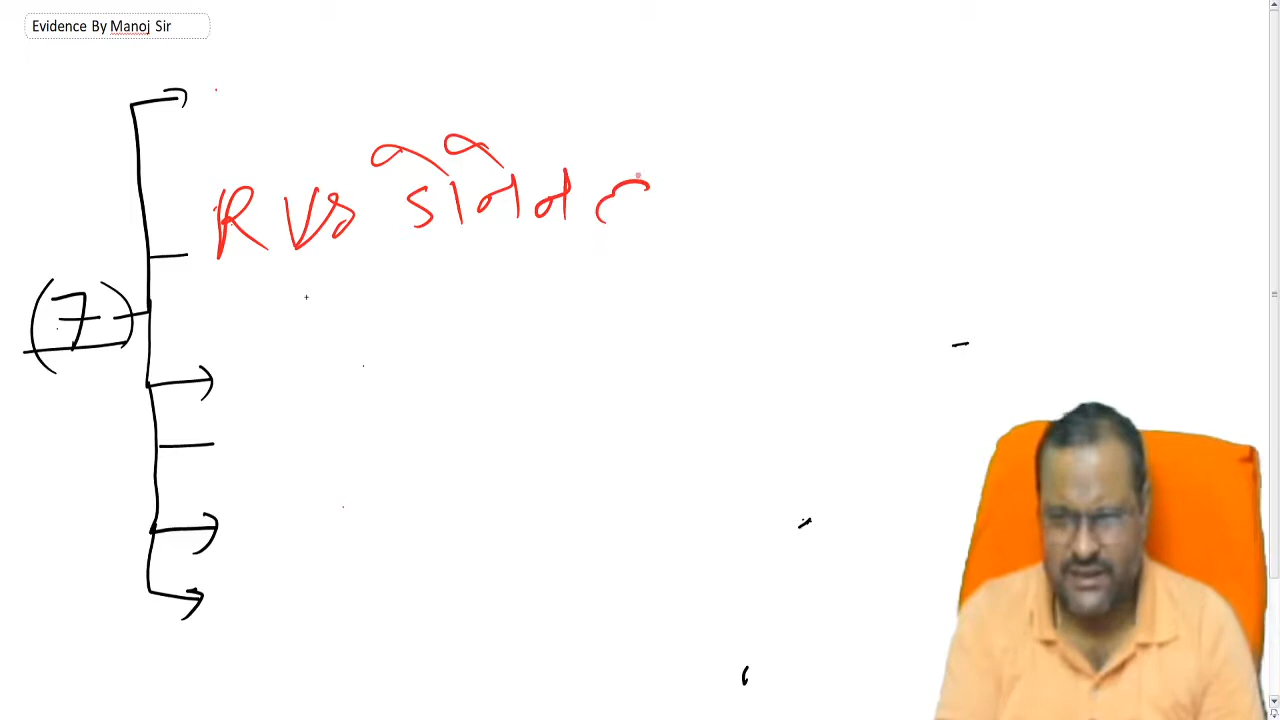 Evidence By Manoj Sir
R Vs ડોનેન
(7)